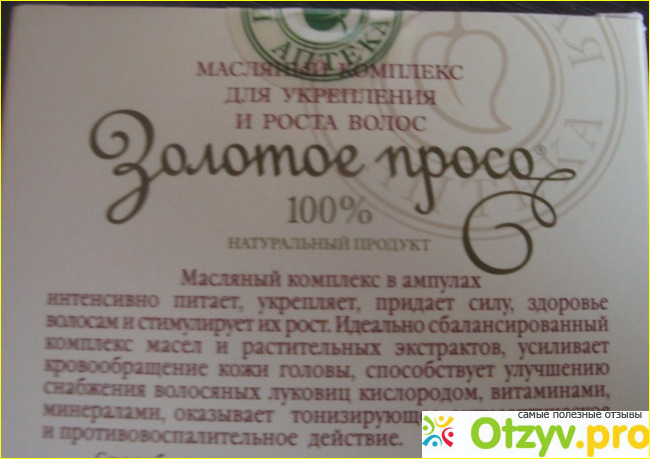 АПТЕКА
МАСЛЯНЫЙ КОМПЛЕКС
ДЛЯ УКРЕПЛЕНИЯ
И РОСТА ВОЛОС
Золотое просо®
100%
НАТУРАЛЬНЫЙ ПРОДУКТ
Масляный комплекс в ампулах
интенсивно питает, укрепляет, придает силу, здоровье
волосам и стимулирует их рост. Идеально сбалансированный
комплекс масел и растительных экстрактов, усиливает
кровообращение кожи головы, способствует улучшению
снабжения волосяных луковиц кислородом, витаминами,
минералами, оказывает
и противовоспалительное действие.
самые полезные отзывы
Otzyv.pro